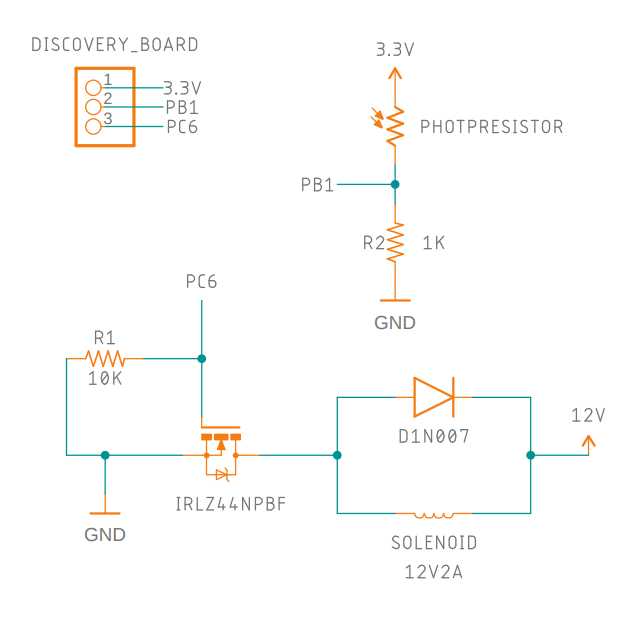 DISCOVERY_BOARD
1 3.3V
2 PB1
3 PC6
3.3V
PHOTPRESISTOR
PB1
R2 1K
GND
PC6
R1
10K
GND
IRLZ44NPBF
D1N007
12V
SOLENOID
12V2A